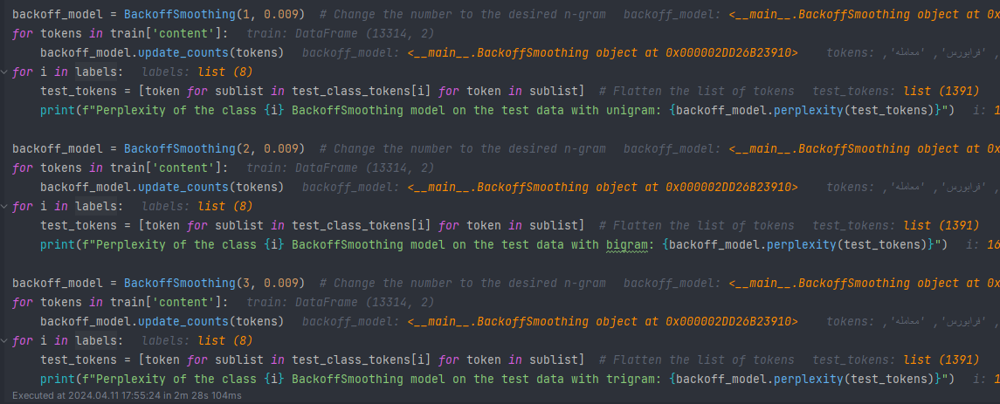 backoff_model = BackoffSmoothing(1, 0.009)  # Change the number to the desired n-gram   backoff_model: <__main__.BackoffSmoothing object at 0x
for tokens in train['content']:   train: DataFrame (13314, 2)
    backoff_model.update_counts(tokens)   backoff_model: <__main__.BackoffSmoothing object at 0x000002DD26B23910>   tokens: ,'معامله' ,'فرابورس' ,
for i in labels:   labels: list (8)
    test_tokens = [token for sublist in test_class_tokens[i] for token in sublist]  # Flatten the list of tokens   test_tokens: list (1391)
    print(f"Perplexity of the class {i} BackoffSmoothing model on the test data with unigram: {backoff_model.perplexity(test_tokens)}")   i: 1
backoff_model = BackoffSmoothing(2, 0.009)  # Change the number to the desired n-gram   backoff_model: <__main__.BackoffSmoothing object at 0x
for tokens in train['content']:   train: DataFrame (13314, 2)
    backoff_model.update_counts(tokens)   backoff_model: <__main__.BackoffSmoothing object at 0x000002DD26B23910>   tokens: ,'معامله' ,'فرابورس' ,
for i in labels:   labels: list (8)
    test_tokens = [token for sublist in test_class_tokens[i] for token in sublist]  # Flatten the list of tokens   test_tokens: list (1391)
    print(f"Perplexity of the class {i} BackoffSmoothing model on the test data with bigram: {backoff_model.perplexity(test_tokens)}")   i: 16
backoff_model = BackoffSmoothing(3, 0.009)  # Change the number to the desired n-gram   backoff_model: <__main__.BackoffSmoothing object at 0x
for tokens in train['content']:   train: DataFrame (13314, 2)
    backoff_model.update_counts(tokens)   backoff_model: <__main__.BackoffSmoothing object at 0x000002DD26B23910>   tokens: ,'معامله' ,'فرابورس' ,
for i in labels:   labels: list (8)
    test_tokens = [token for sublist in test_class_tokens[i] for token in sublist]  # Flatten the list of tokens   test_tokens: list (1391)
    print(f"Perplexity of the class {i} BackoffSmoothing model on the test data with trigram: {backoff_model.perplexity(test_tokens)}")   i: 1
Executed at 2024.04.11 17:55:24 in 2m 28s 104ms